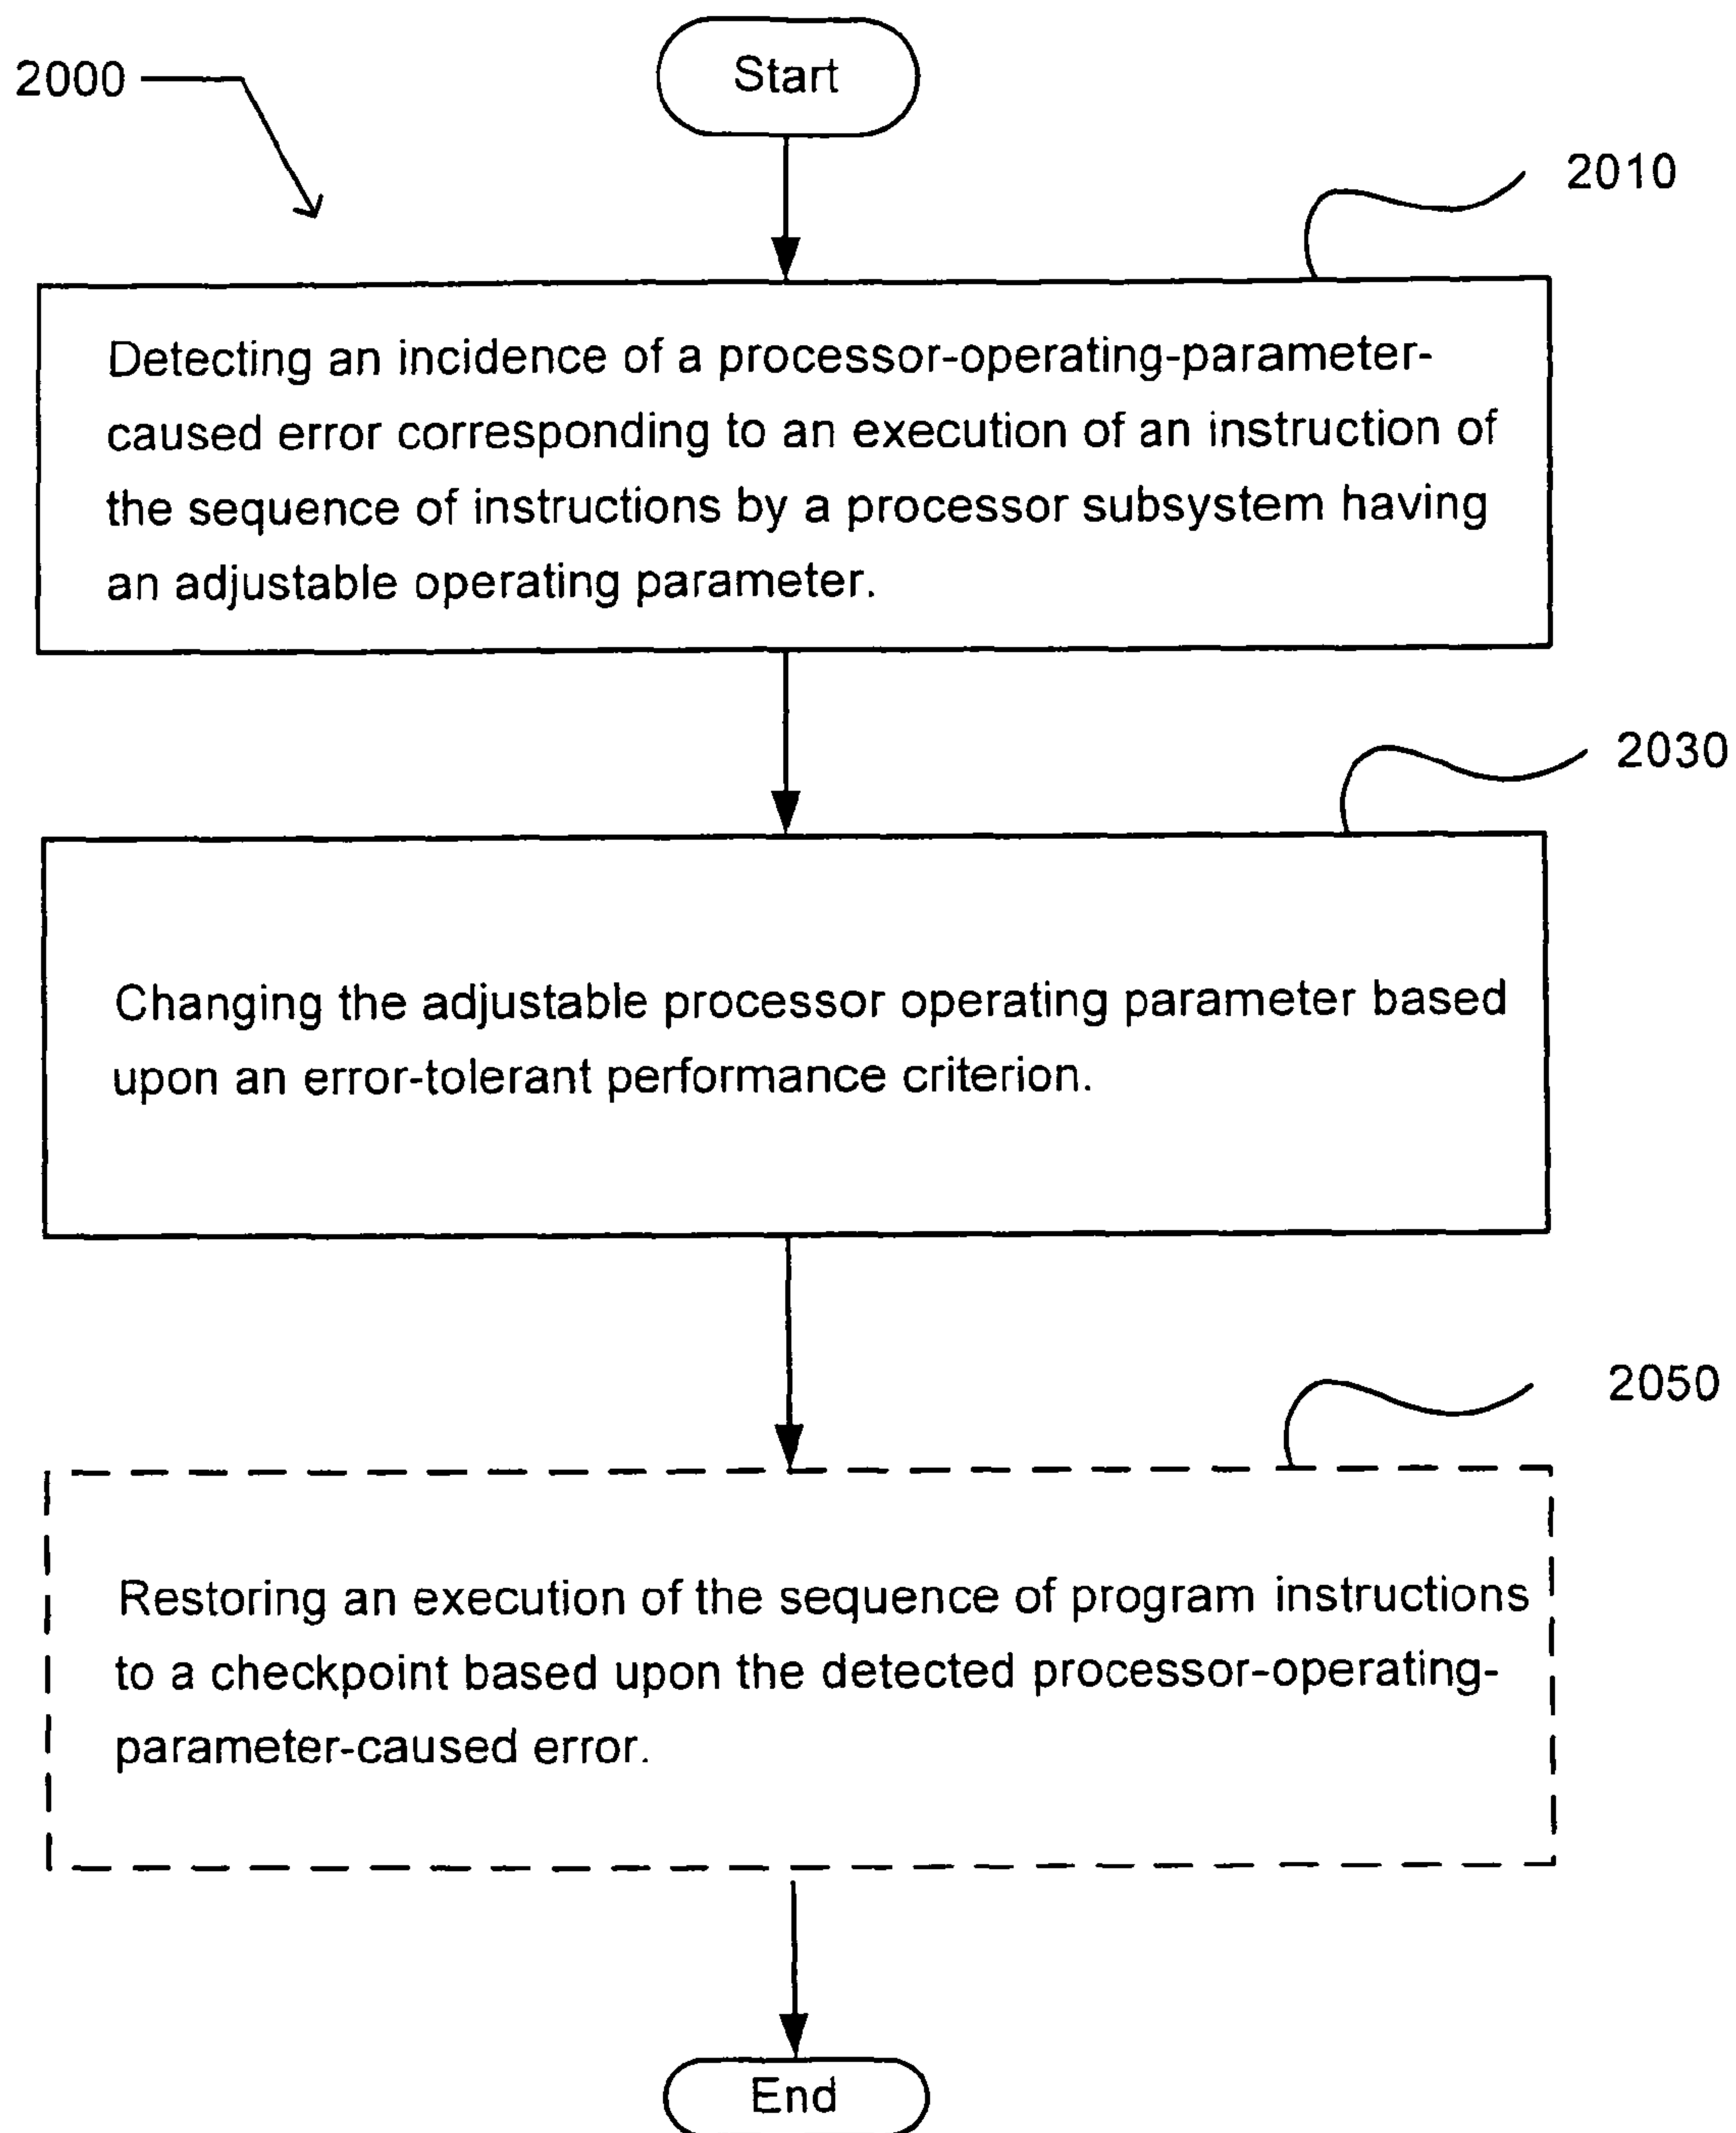 Start
2000
2010
Detecting an incidence of a processor-operating-parameter-
caused error corresponding to an execution of an instruction of
the sequence of instructions by a processor subsystem having
an adjustable operating parameter.
2030
Changing the adjustable processor operating parameter based
upon an error-tolerant performance criterion.
2050
Restoring an execution of the sequence of program instructions
to a checkpoint based upon the detected processor-operating-
parameter-caused error.
End